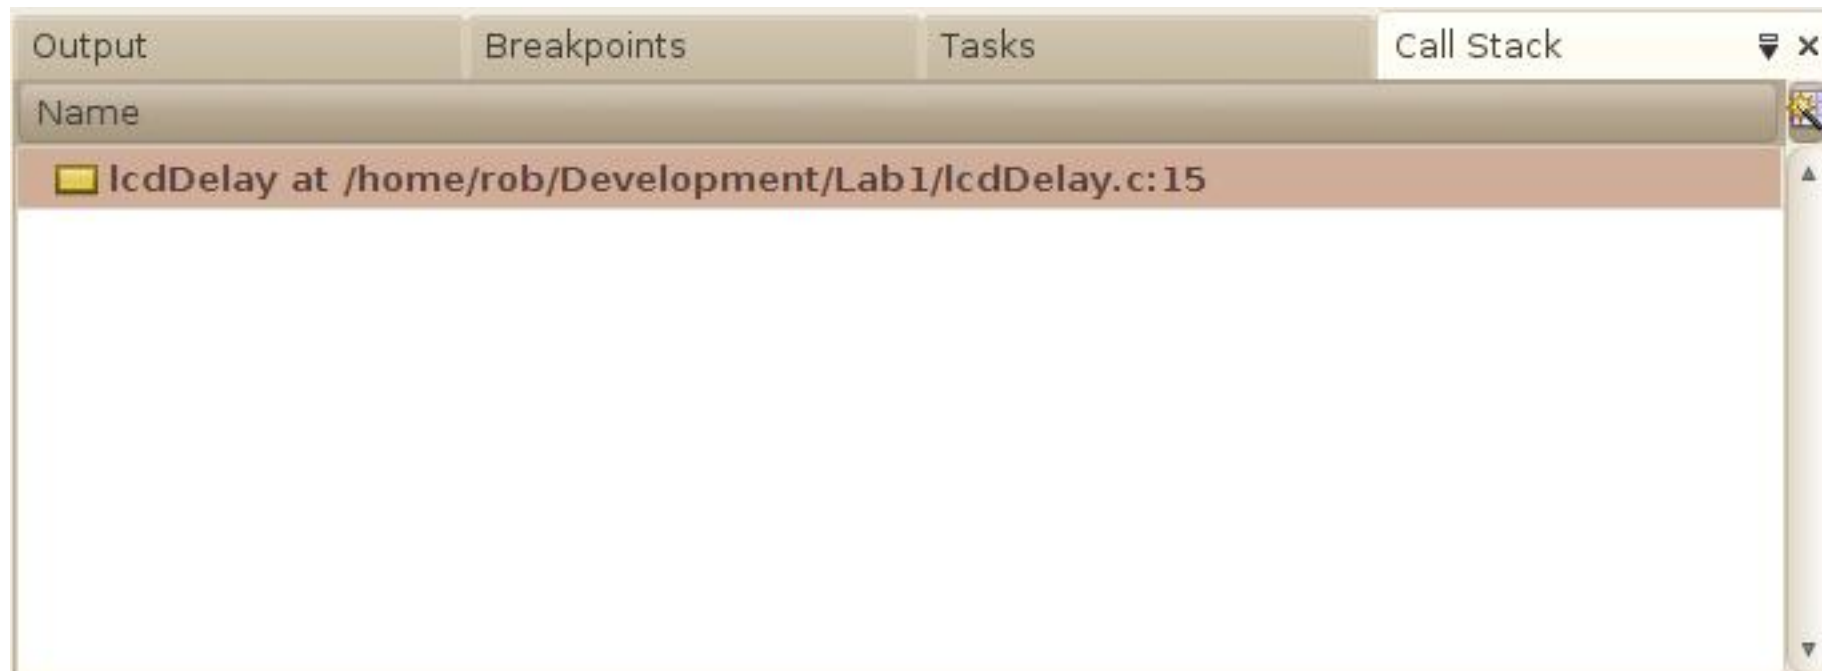 Output Breakpoints Tasks Call Stack
Name
lcdDelay at /home/rob/Development/Lab1/lcdDelay.c:15